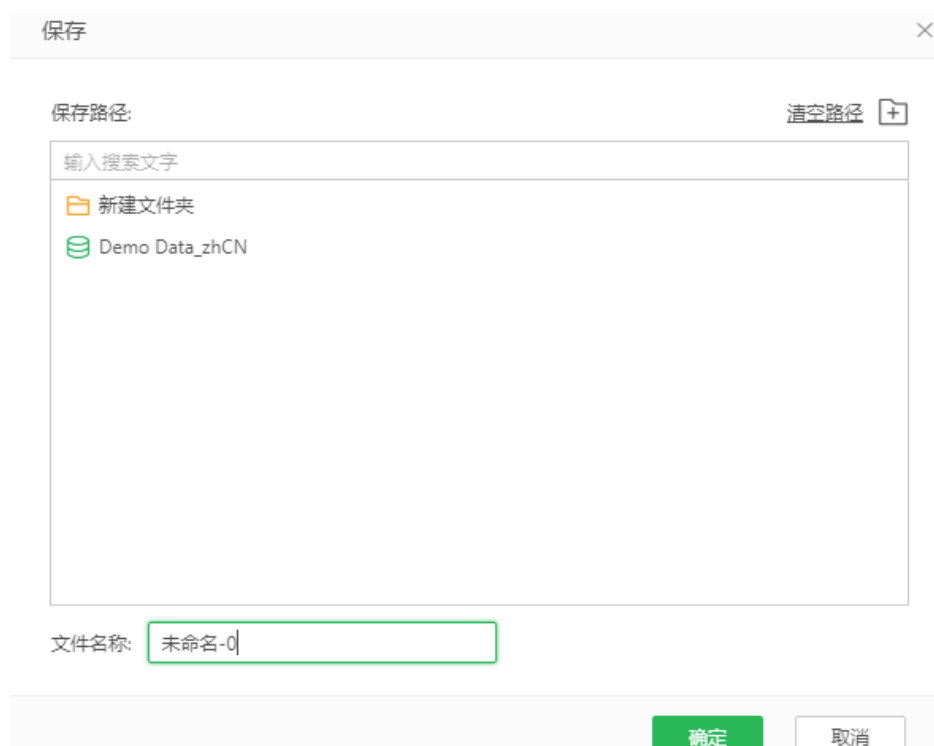 保存
保存路径: 清空路径
输入搜索文字
新建文件夹
Demo Data_zhCN
文件名称: 未命名-0
确定 取消